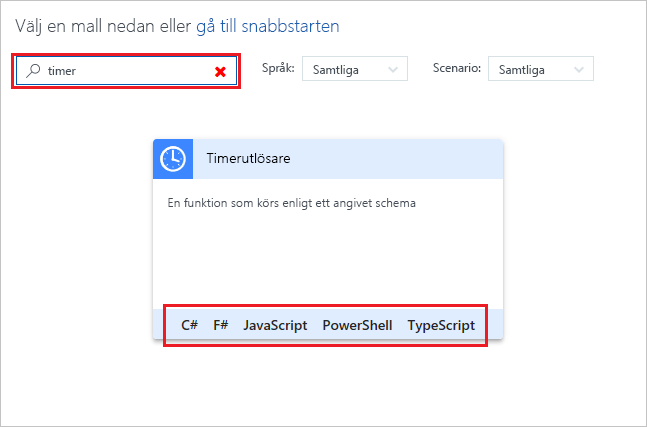 Välj en mall nedan eller gå till snabbstarten
timer
Språk: Samtliga Scenario: Samtliga
Timerutlösare
En funktion som körs enligt ett angivet schema
C# F# JavaScript PowerShell TypeScript